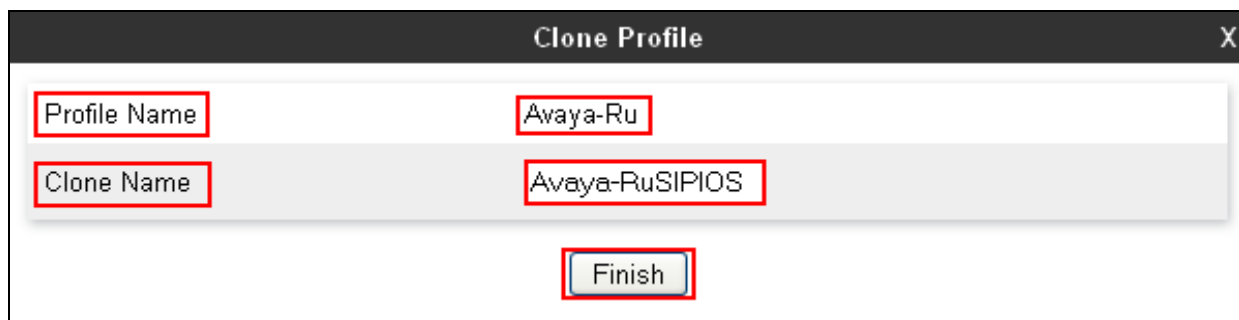 Clone Profile X
Profile Name Avaya-Ru
Clone Name Avaya-RuSIPIOS
Finish